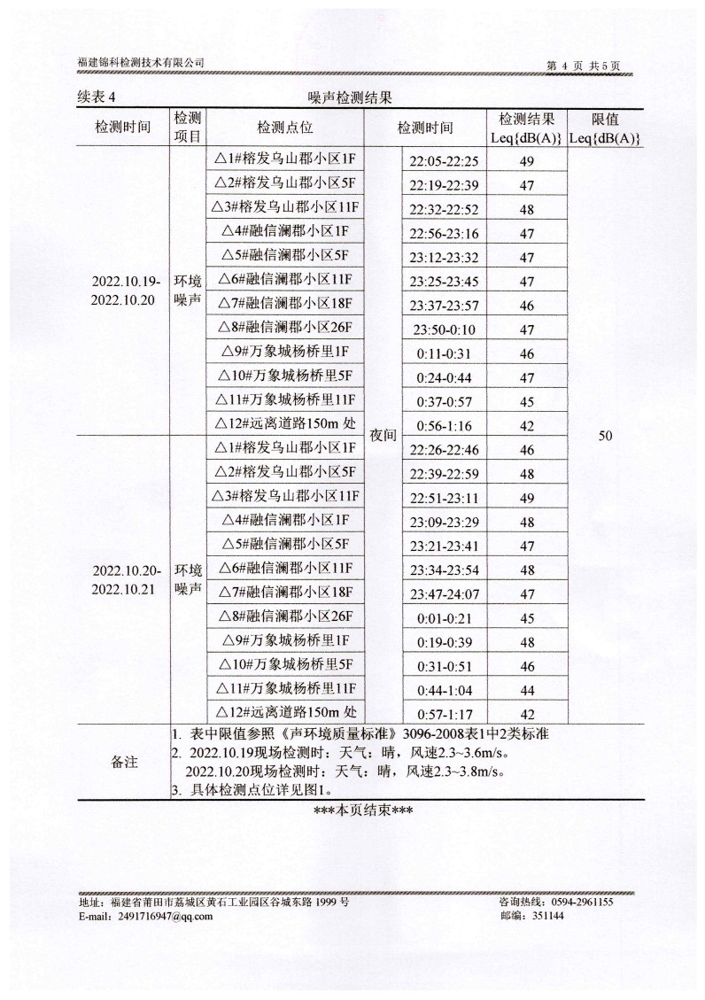 福建锦科检测技术有限公司 第 4 页 共5页
续表 4 噪声检测结果
检测时间 检测项目 检测点位 检测时间 检测结果 Leq{dB(A)} 限值 Leq{dB(A)}
2022.10.19-2022.10.20 环境噪声 夜间 50
△1#榕发乌山郡小区1F 22:05-22:25 49
△2#榕发乌山郡小区5F 22:19-22:39 47
△3#榕发乌山郡小区11F 22:32-22:52 48
△4#融信澜郡小区1F 22:56-23:16 47
△5#融信澜郡小区5F 23:12-23:32 47
△6#融信澜郡小区11F 23:25-23:45 47
△7#融信澜郡小区18F 23:37-23:57 46
△8#融信澜郡小区26F 23:50-0:10 47
△9#万象城杨桥里1F 0:11-0:31 46
△10#万象城杨桥里5F 0:24-0:44 47
△11#万象城杨桥里11F 0:37-0:57 45
△12#远离道路150m 处 0:56-1:16 42
2022.10.20-2022.10.21 环境噪声
△1#榕发乌山郡小区1F 22:26-22:46 46
△2#榕发乌山郡小区5F 22:39-22:59 48
△3#榕发乌山郡小区11F 22:51-23:11 49
△4#融信澜郡小区1F 23:09-23:29 48
△5#融信澜郡小区5F 23:21-23:41 47
△6#融信澜郡小区11F 23:34-23:54 48
△7#融信澜郡小区18F 23:47-24:07 47
△8#融信澜郡小区26F 0:01-0:21 45
△9#万象城杨桥里1F 0:19-0:39 48
△10#万象城杨桥里5F 0:31-0:51 46
△11#万象城杨桥里11F 0:44-1:04 44
△12#远离道路150m 处 0:57-1:17 42
备注
1. 表中限值参照《声环境质量标准》3096-2008表1中2类标准
2. 2022.10.19现场检测时：天气：晴，风速2.3~3.6m/s。
2022.10.20现场检测时：天气：晴，风速2.3~3.8m/s。
3. 具体检测点位详见图1。
***本页结束***
地址：福建省莆田市荔城区黄石工业园区谷城东路 1999 号 咨询热线：0594-2961155
E-mail：2491716947@qq.com 邮编：351144